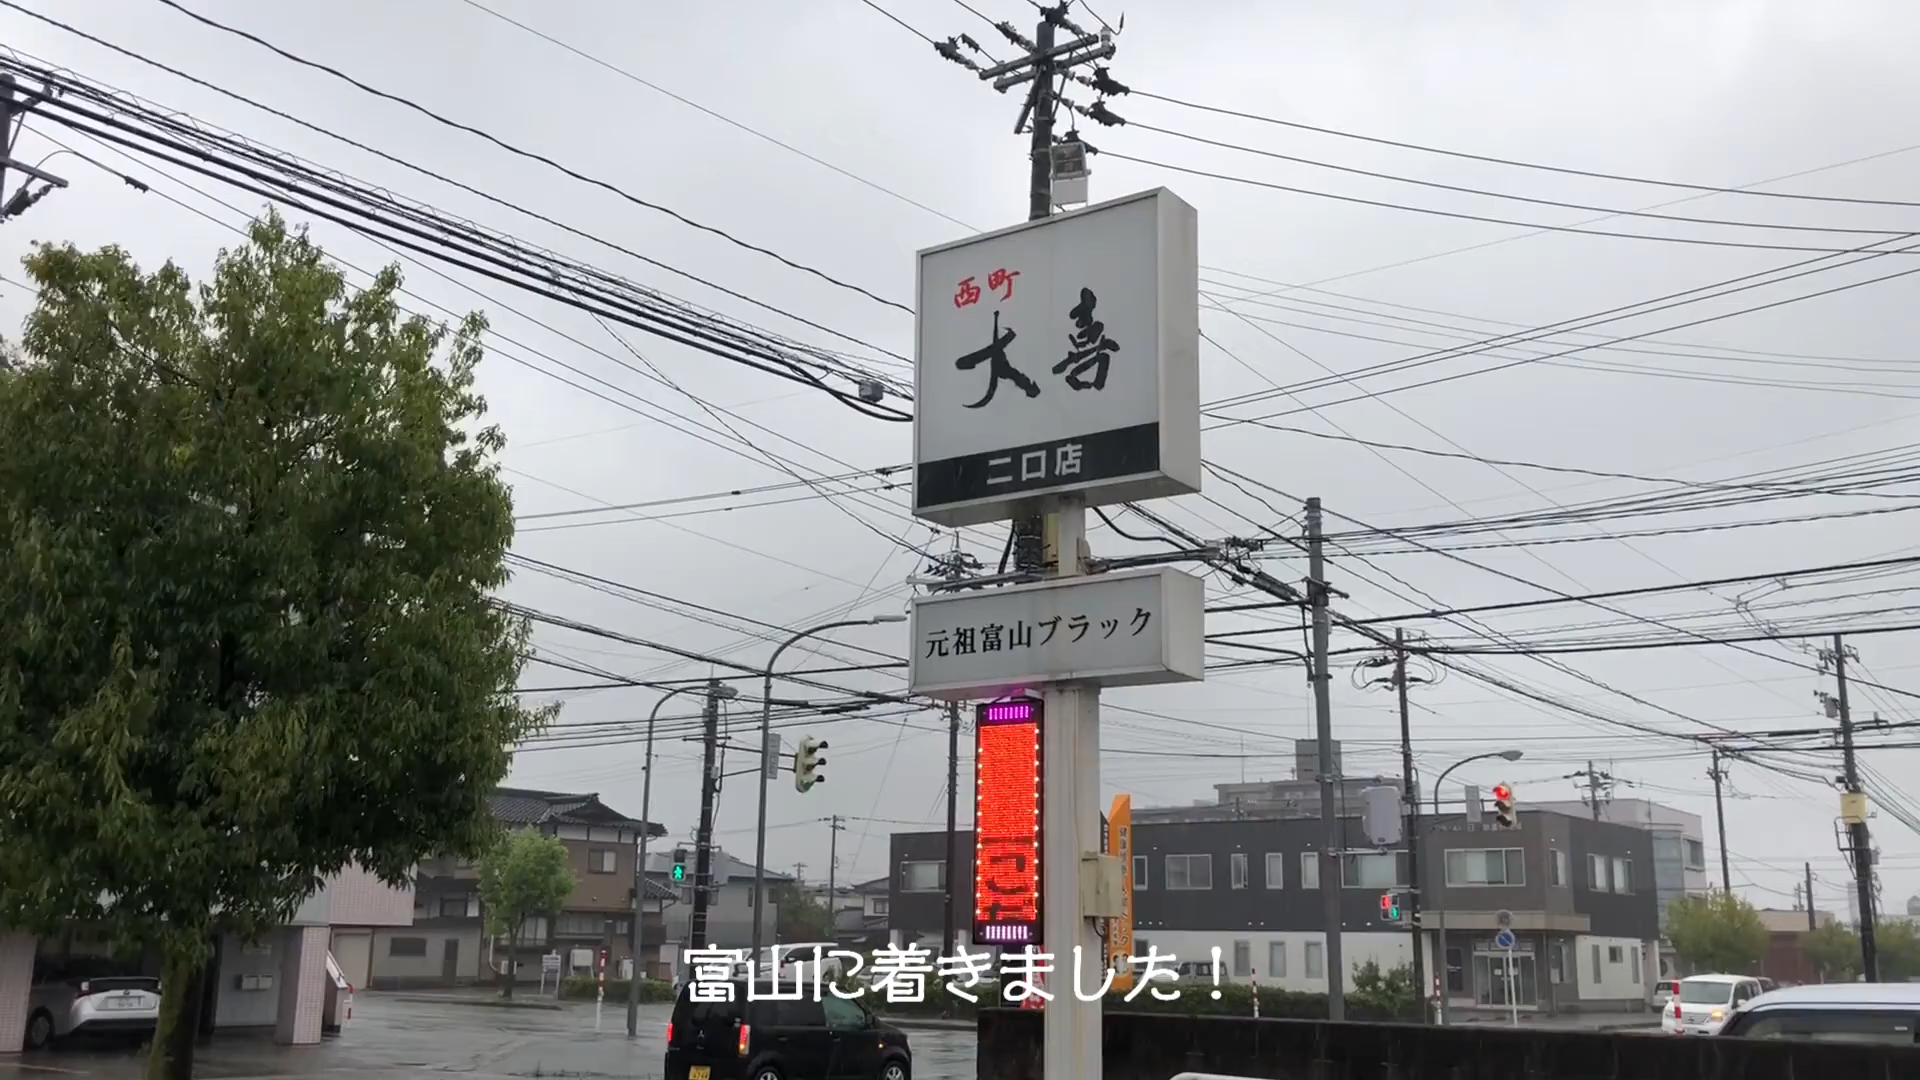 西町
大喜
二口店
元祖富山ブラック
富山に着きました！